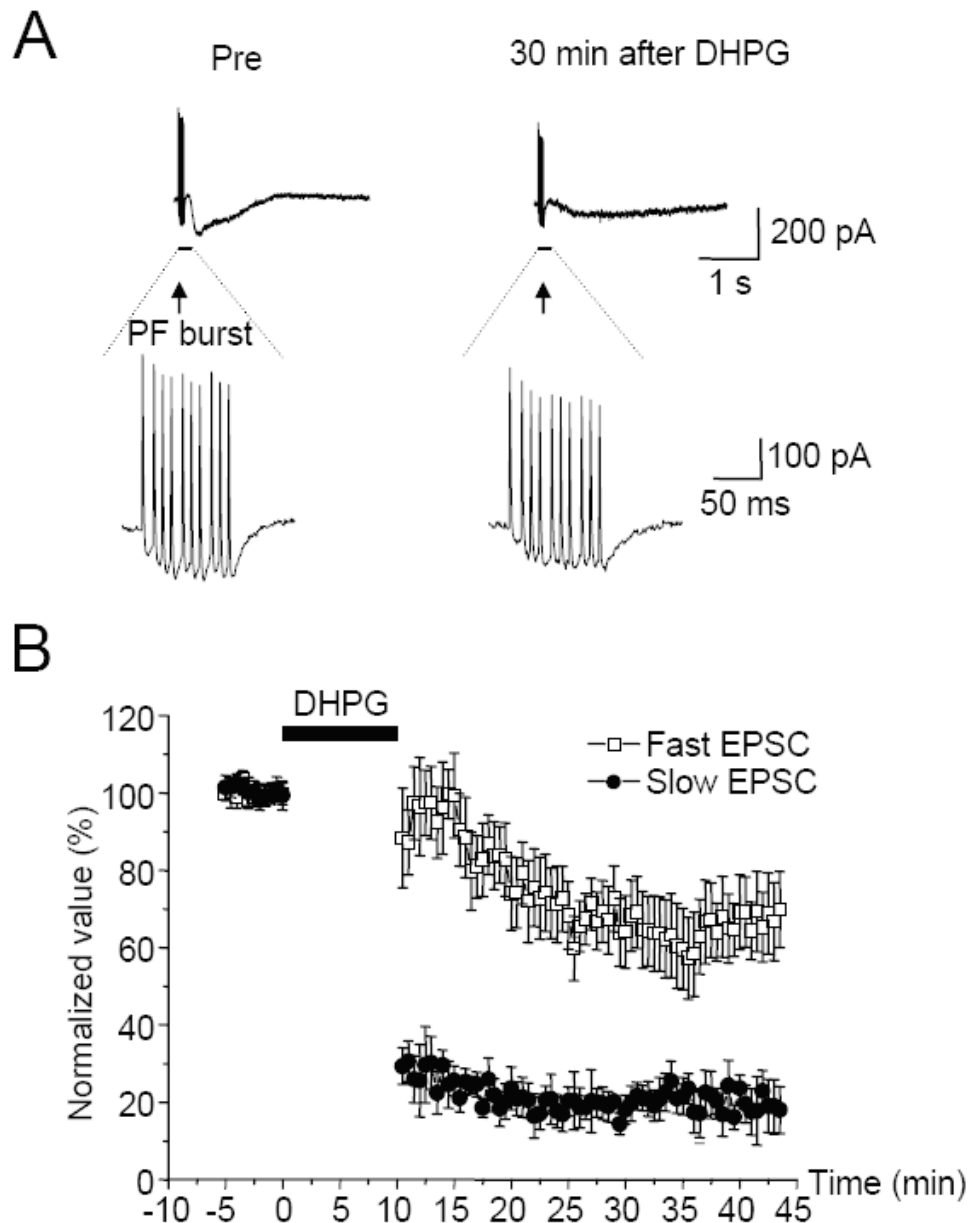 A
Pre
30 min after DHPG
200 pA
1 s
PF burst
100 pA
50 ms
B
DHPG
Fast EPSC
Slow EPSC
Normalized value (%)
120
100
80
60
40
20
0
-10 -5 0 5 10 15 20 25 30 35 40 45
Time (min)